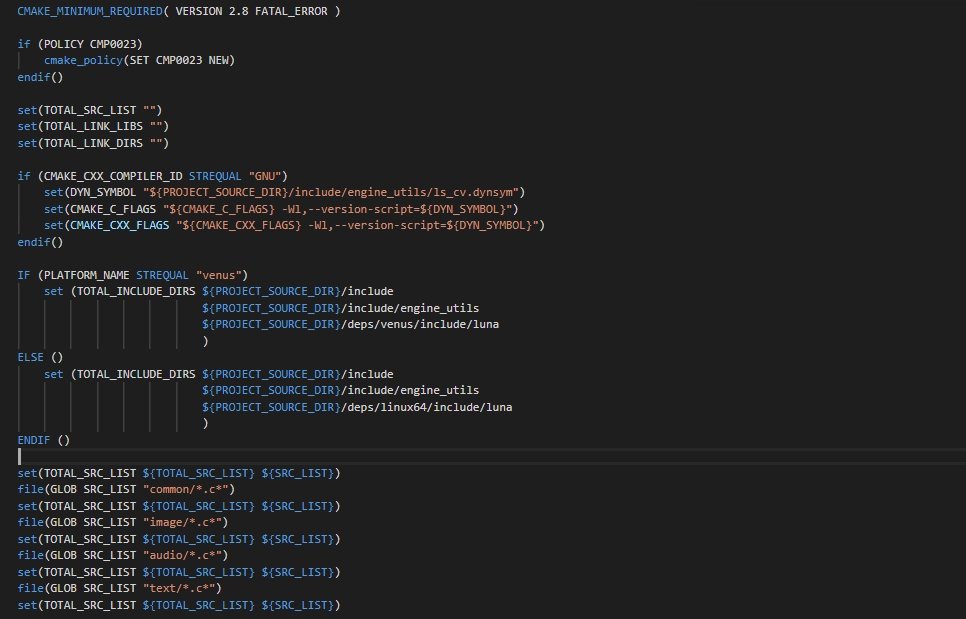 CMAKE_MINIMUM_REQUIRED( VERSION 2.8 FATAL_ERROR )
if (POLICY CMP0023)
    cmake_policy(SET CMP0023 NEW)
endif()
set(TOTAL_SRC_LIST "")
set(TOTAL_LINK_LIBS "")
set(TOTAL_LINK_DIRS "")
if (CMAKE_CXX_COMPILER_ID STREQUAL "GNU")
    set(DYN_SYMBOL "${PROJECT_SOURCE_DIR}/include/engine_utils/ls_cv.dynsym")
    set(CMAKE_C_FLAGS "${CMAKE_C_FLAGS} -Wl,--version-script=${DYN_SYMBOL}")
    set(CMAKE_CXX_FLAGS "${CMAKE_CXX_FLAGS} -Wl,--version-script=${DYN_SYMBOL}")
endif()
IF (PLATFORM_NAME STREQUAL "venus")
    set (TOTAL_INCLUDE_DIRS ${PROJECT_SOURCE_DIR}/include
                            ${PROJECT_SOURCE_DIR}/include/engine_utils
                            ${PROJECT_SOURCE_DIR}/deps/venus/include/luna
                            )
ELSE ()
    set (TOTAL_INCLUDE_DIRS ${PROJECT_SOURCE_DIR}/include
                            ${PROJECT_SOURCE_DIR}/include/engine_utils
                            ${PROJECT_SOURCE_DIR}/deps/linux64/include/luna
                            )
ENDIF ()
set(TOTAL_SRC_LIST ${TOTAL_SRC_LIST} ${SRC_LIST})
file(GLOB SRC_LIST "common/*.c*")
set(TOTAL_SRC_LIST ${TOTAL_SRC_LIST} ${SRC_LIST})
file(GLOB SRC_LIST "image/*.c*")
set(TOTAL_SRC_LIST ${TOTAL_SRC_LIST} ${SRC_LIST})
file(GLOB SRC_LIST "audio/*.c*")
set(TOTAL_SRC_LIST ${TOTAL_SRC_LIST} ${SRC_LIST})
file(GLOB SRC_LIST "text/*.c*")
set(TOTAL_SRC_LIST ${TOTAL_SRC_LIST} ${SRC_LIST})